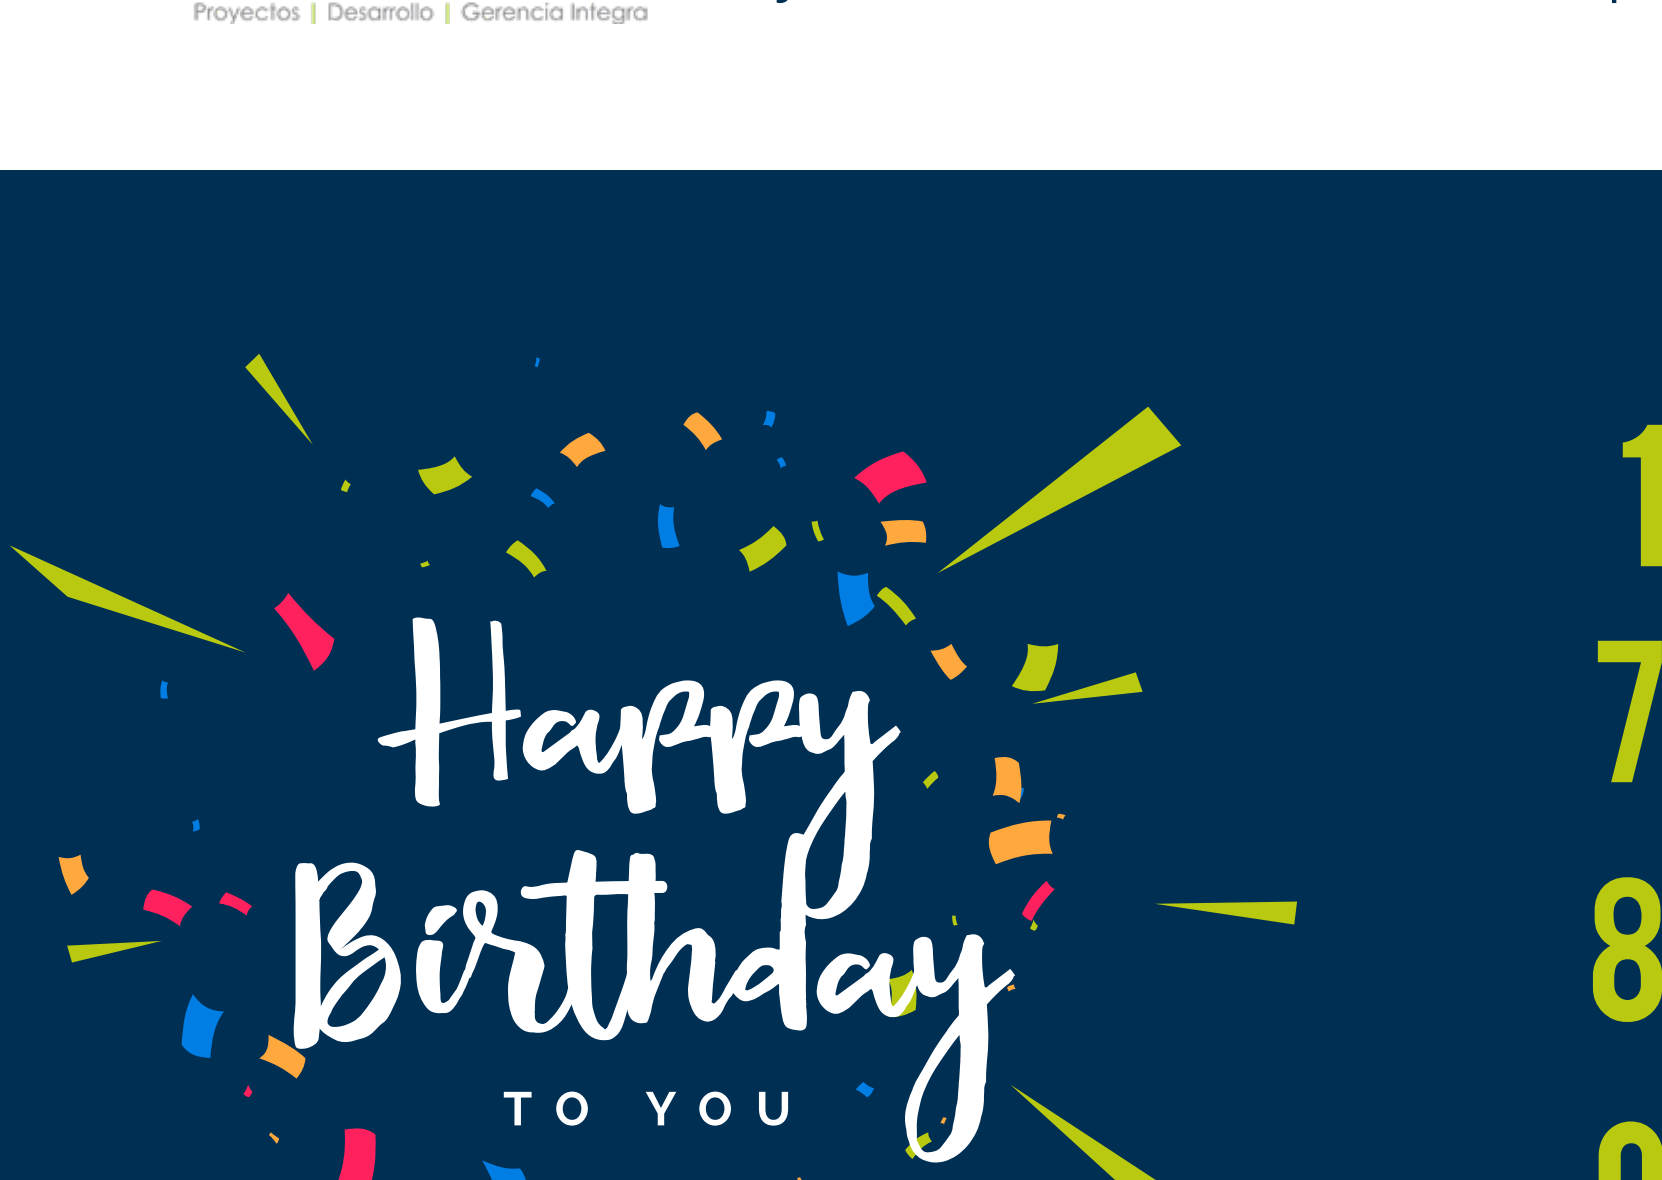 Proyectos | Desarrollo | Gerencia Integra
1
7
Happy
8
Birthday
TO YOU